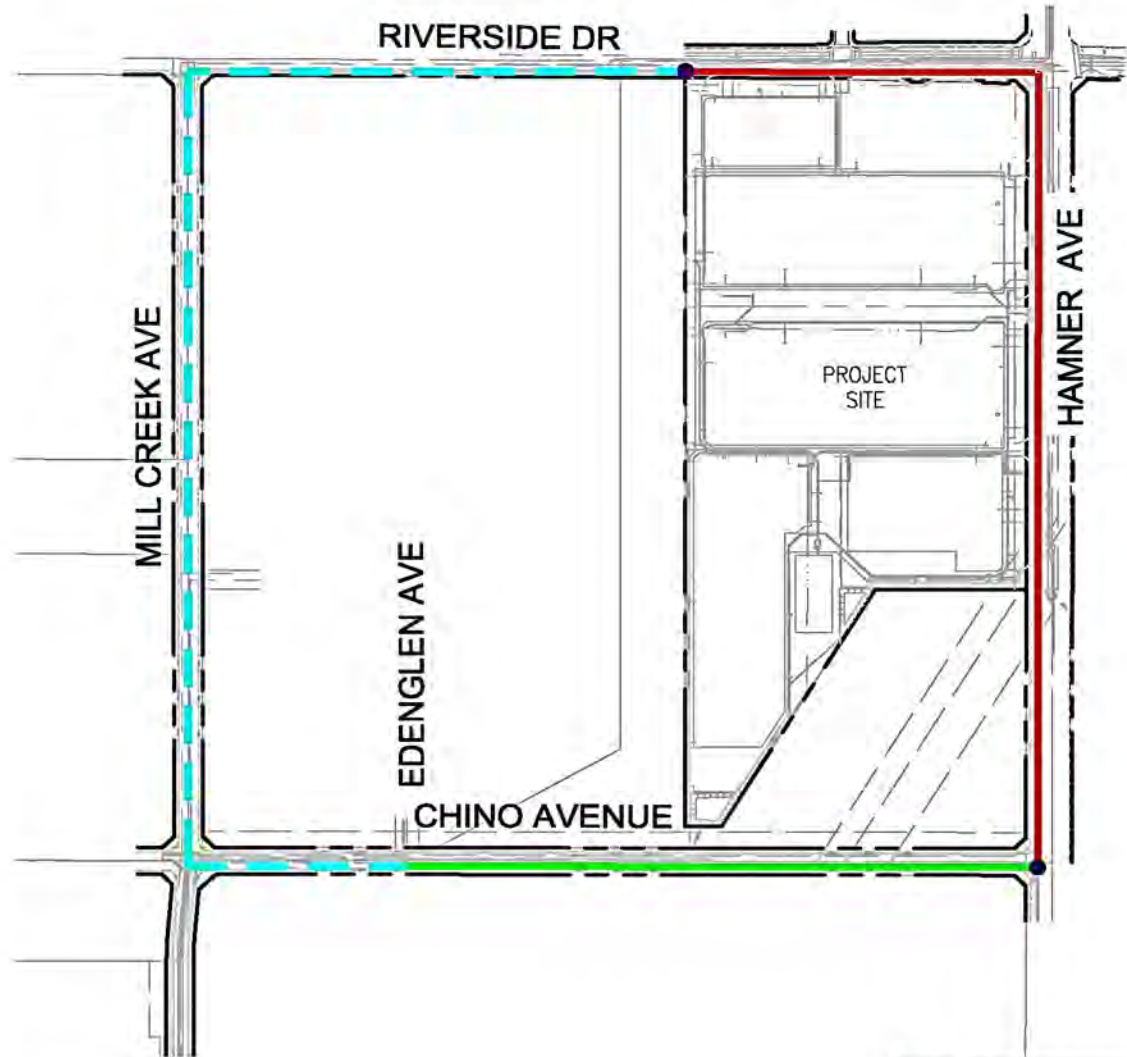 RIVERSIDE DR
HAMNER AVE
MILL CREEK AVE
PROJECT
SITE
EDENGLEN AVE
CHINO AVENUE